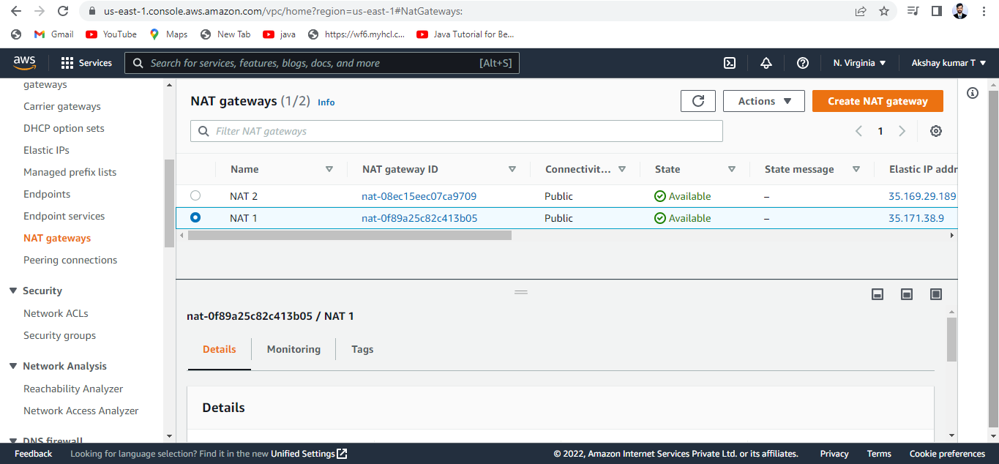 us-east-1.console.aws.amazon.com/vpc/home?region=us-east-1#NatGateways:
Gmail YouTube Maps New Tab java https://wf6.myhcl.c... Java Tutorial for Be...
aws Services Search for services, features, blogs, docs, and more [Alt+S] N. Virginia Akshay kumar T
gateways
Carrier gateways
DHCP option sets
Elastic IPs
Managed prefix lists
Endpoints
Endpoint services
NAT gateways
Peering connections
Security
Network ACLs
Security groups
Network Analysis
Reachability Analyzer
Network Access Analyzer
DNS firewall
NAT gateways (1/2) Info
Actions Create NAT gateway
Filter NAT gateways 1
Name NAT gateway ID Connectivit... State State message Elastic IP addr
NAT 2 nat-08ec15eec07ca9709 Public Available – 35.169.29.189
NAT 1 nat-0f89a25c82c413b05 Public Available – 35.171.38.9
nat-0f89a25c82c413b05 / NAT 1
Details Monitoring Tags
Details
Feedback Looking for language selection? Find it in the new Unified Settings © 2022, Amazon Internet Services Private Ltd. or its affiliates. Privacy Terms Cookie preferences